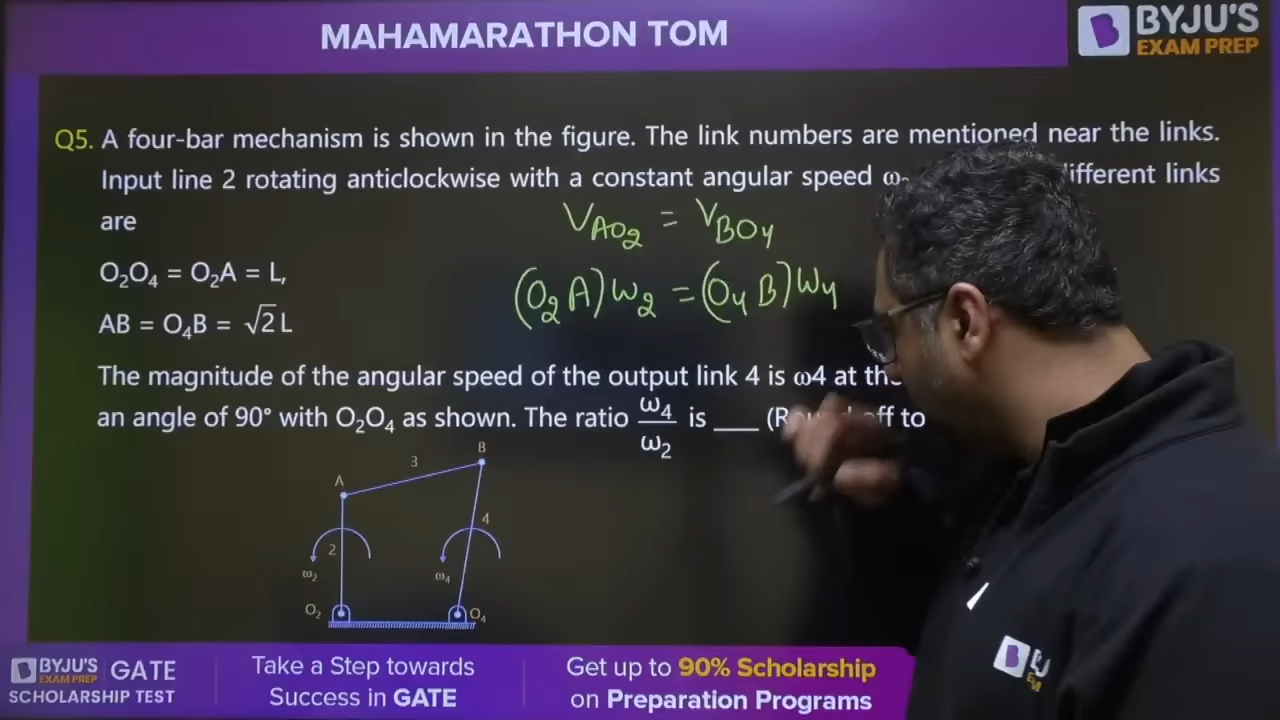 MAHAMARATHON TOM
BYJU'S
EXAM PREP
Q5. A four-bar mechanism is shown in the figure. The link numbers are mentioned near the links.
Input line 2 rotating anticlockwise with a constant angular speed different links
are
V_AO₂ = V_BO₄
O₂O₄ = O₂A = L,
(O₂A)ω₂ = (O₄B)ω₄
AB = O₄B = √2 L
The magnitude of the angular speed of the output link 4 is ω4 at
an angle of 90° with O₂O₄ as shown. The ratio ω₄/ω₂ is ___ off to
B
3
A
4
2
ω₂
ω₄
O₂
O₄
BYJU'S
EXAM PREP
GATE
SCHOLARSHIP TEST
Take a Step towards
Success in GATE
Get up to 90% Scholarship
on Preparation Programs